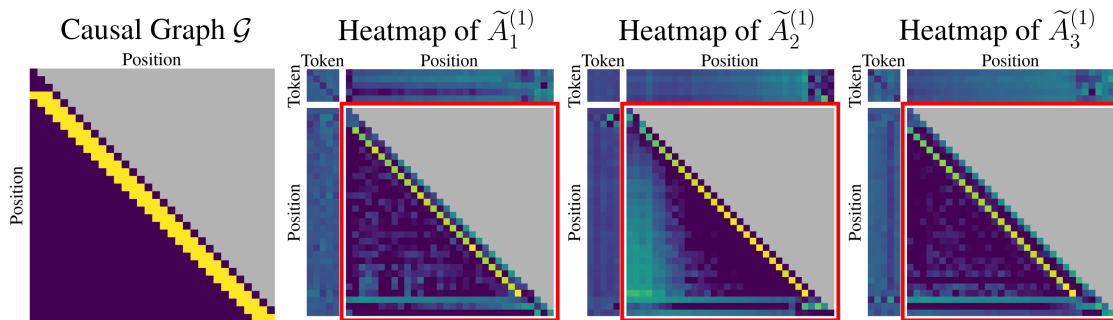 Causal Graph 𝒢
Position
Position
Heatmap of Ã₁⁽¹⁾
Token Position
Token
Position
Heatmap of Ã₂⁽¹⁾
Token Position
Token
Position
Heatmap of Ã₃⁽¹⁾
Token Position
Token
Position